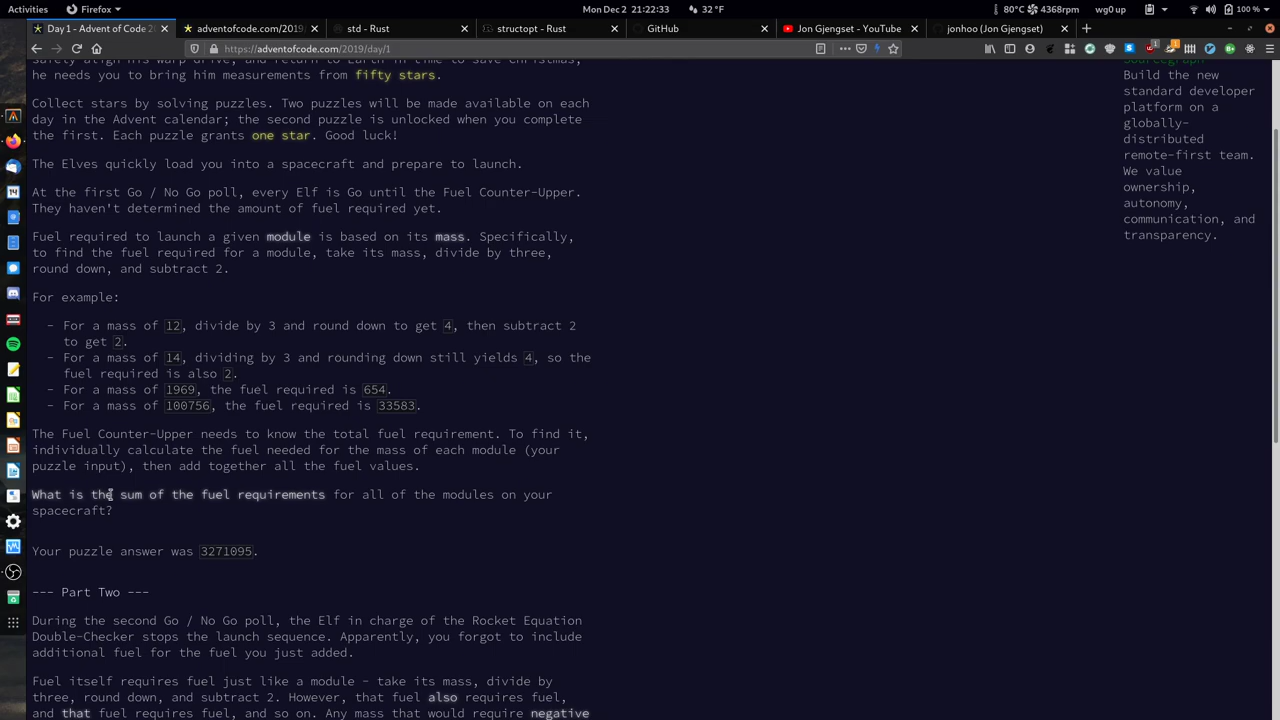 Activities Firefox Mon Dec 2 21:22:33 32 °F 80°C 4368rpm wg0 up 100 %
Day 1 - Advent of Code 2 adventofcode.com/2019 std - Rust structopt - Rust GitHub Jon Gjengset - YouTube jonhoo (Jon Gjengset)
https://adventofcode.com/2019/day/1
safely align his warp drive, and return to Earth in time to save Christmas,
he needs you to bring him measurements from fifty stars.
Collect stars by solving puzzles. Two puzzles will be made available on each
day in the Advent calendar; the second puzzle is unlocked when you complete
the first. Each puzzle grants one star. Good luck!
The Elves quickly load you into a spacecraft and prepare to launch.
At the first Go / No Go poll, every Elf is Go until the Fuel Counter-Upper.
They haven't determined the amount of fuel required yet.
Fuel required to launch a given module is based on its mass. Specifically,
to find the fuel required for a module, take its mass, divide by three,
round down, and subtract 2.
For example:
- For a mass of 12, divide by 3 and round down to get 4, then subtract 2
to get 2.
- For a mass of 14, dividing by 3 and rounding down still yields 4, so the
fuel required is also 2.
- For a mass of 1969, the fuel required is 654.
- For a mass of 100756, the fuel required is 33583.
The Fuel Counter-Upper needs to know the total fuel requirement. To find it,
individually calculate the fuel needed for the mass of each module (your
puzzle input), then add together all the fuel values.
What is the sum of the fuel requirements for all of the modules on your
spacecraft?
Your puzzle answer was 3271095.
--- Part Two ---
During the second Go / No Go poll, the Elf in charge of the Rocket Equation
Double-Checker stops the launch sequence. Apparently, you forgot to include
additional fuel for the fuel you just added.
Fuel itself requires fuel just like a module - take its mass, divide by
three, round down, and subtract 2. However, that fuel also requires fuel,
and that fuel requires fuel, and so on. Any mass that would require negative
Sourcegraph
Build the new
standard developer
platform on a
globally-
distributed
remote-first team.
We value
ownership,
autonomy,
communication, and
transparency.